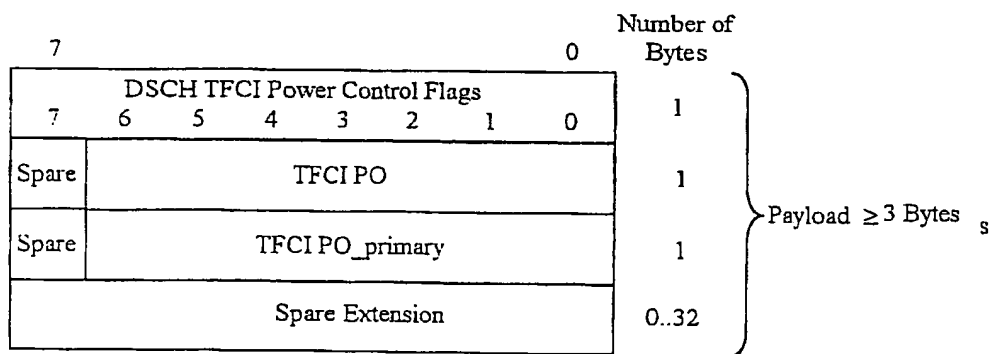 Number of
7 0 Bytes
DSCH TFCI Power Control Flags 1
7 6 5 4 3 2 1 0
Spare TFCI PO 1
Spare TFCI PO_primary 1
Payload ≥ 3 Bytes s
Spare Extension 0..32